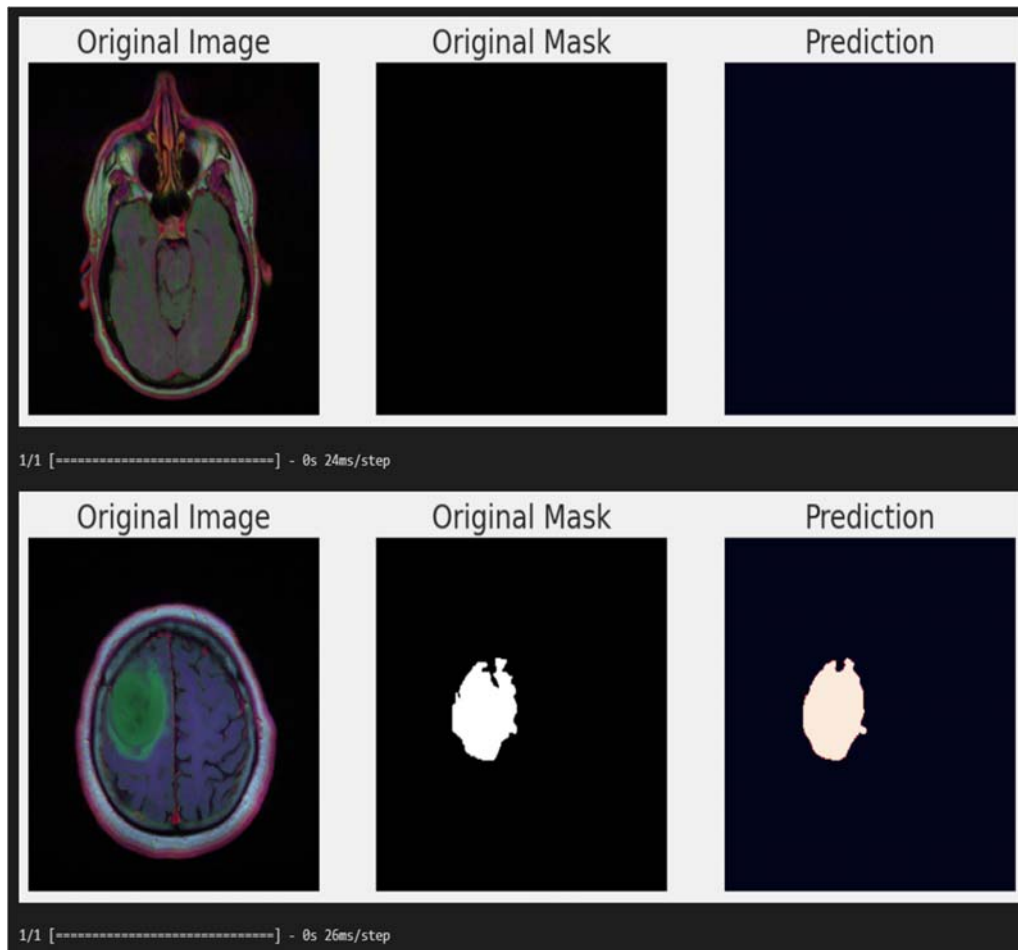 Original Image Original Mask Prediction
1/1 [==============================] - 0s 24ms/step
Original Image Original Mask Prediction
1/1 [==============================] - 0s 26ms/step